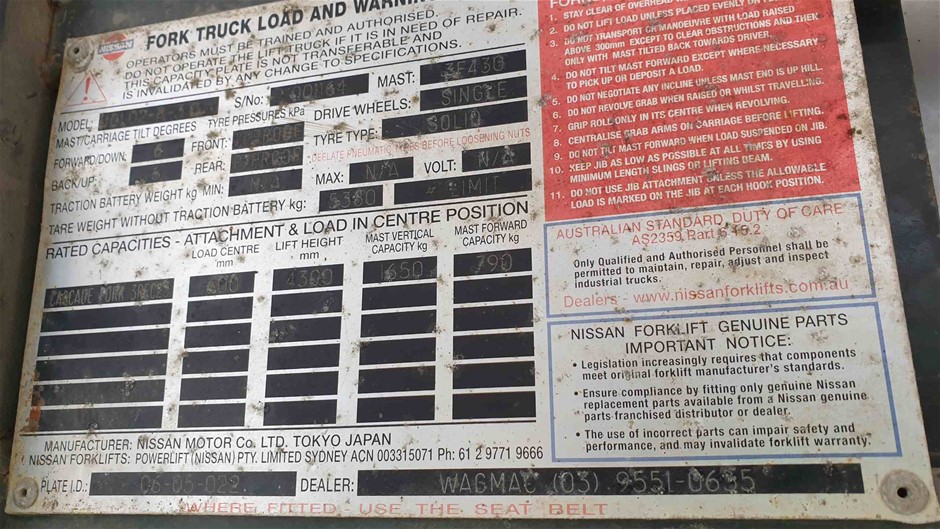 NISSAN
FORK TRUCK LOAD AND WARNIN
OPERATORS MUST BE TRAINED AND AUTHORISED.
DO NOT OPERATE THE LIFT TRUCK IF IT IS IN NEED OF REPAIR.
THIS CAPACITY PLATE IS NOT TRANSFERABLE AND
IS INVALIDATED BY ANY CHANGE TO SPECIFICATIONS.
MODEL: S/No: MAST: 3F430
MAST/CARRIAGE TILT DEGREES TYRE PRESSURES kPa DRIVE WHEELS: SINGLE
FORWARD/DOWN: 6 FRONT: TYRE TYPE: SOLID
BACK/UP: REAR: DEFLATE PNEUMATIC TYRES BEFORE LOOSENING NUTS
TRACTION BATTERY WEIGHT kg MIN: N/A MAX: N/A VOLT: N/A
TARE WEIGHT WITHOUT TRACTION BATTERY kg: 5360
RATED CAPACITIES - ATTACHMENT & LOAD IN CENTRE POSITION
LOAD CENTRE mm LIFT HEIGHT mm MAST VERTICAL CAPACITY kg MAST FORWARD CAPACITY kg
CASCADE FORK 600 4300 650 790
MANUFACTURER: NISSAN MOTOR Co. LTD. TOKYO JAPAN
NISSAN FORKLIFTS: POWERLIFT (NISSAN) PTY. LIMITED SYDNEY ACN 003315071 Ph: 61 2 9771 9666
PLATE I.D.: 06-05-022 DEALER: WAGMAC (03) 9551-0635
WHERE FITTED - USE THE SEAT BELT
1. STAY CLEAR OF OVERHEAD
2. DO NOT LIFT LOAD UNLESS PLACED EVENLY ON
3. DO NOT TRANSPORT OR MANOEUVRE WITH LOAD RAISED
ABOVE 300mm EXCEPT TO CLEAR OBSTRUCTIONS AND THEN
ONLY WITH MAST TILTED BACK TOWARDS DRIVER.
4. DO NOT TILT MAST FORWARD EXCEPT WHERE NECESSARY
TO PICK UP OR DEPOSIT A LOAD.
5. DO NOT NEGOTIATE ANY INCLINE UNLESS MAST END IS UP HILL.
6. DO NOT REVOLVE GRAB WHEN RAISED OR WHILST TRAVELLING.
7. GRIP ROLL ONLY IN ITS CENTRE WHEN REVOLVING.
8. CENTRALISE GRAB ARMS ON CARRIAGE BEFORE LIFTING.
9. DO NOT TILT MAST FORWARD WHEN LOAD SUSPENDED ON JIB.
10. KEEP JIB AS LOW AS POSSIBLE AT ALL TIMES BY USING
MINIMUM LENGTH SLINGS OR LIFTING BEAM.
11. DO NOT USE JIB ATTACHMENT UNLESS THE ALLOWABLE
LOAD IS MARKED ON THE JIB AT EACH HOOK POSITION.
AUSTRALIAN STANDARD, DUTY OF CARE
AS2359 Part 6 15.2
Only Qualified and Authorised Personnel shall be
permitted to maintain, repair, adjust and inspect
industrial trucks.
Dealers - www.nissanforklifts.com.au
NISSAN FORKLIFT GENUINE PARTS
IMPORTANT NOTICE:
• Legislation increasingly requires that components
meet original forklift manufacturer's standards.
• Ensure compliance by fitting only genuine Nissan
replacement parts available from a Nissan genuine
parts franchised distributor or dealer.
• The use of incorrect parts can impair safety and
performance, and may invalidate forklift warranty.